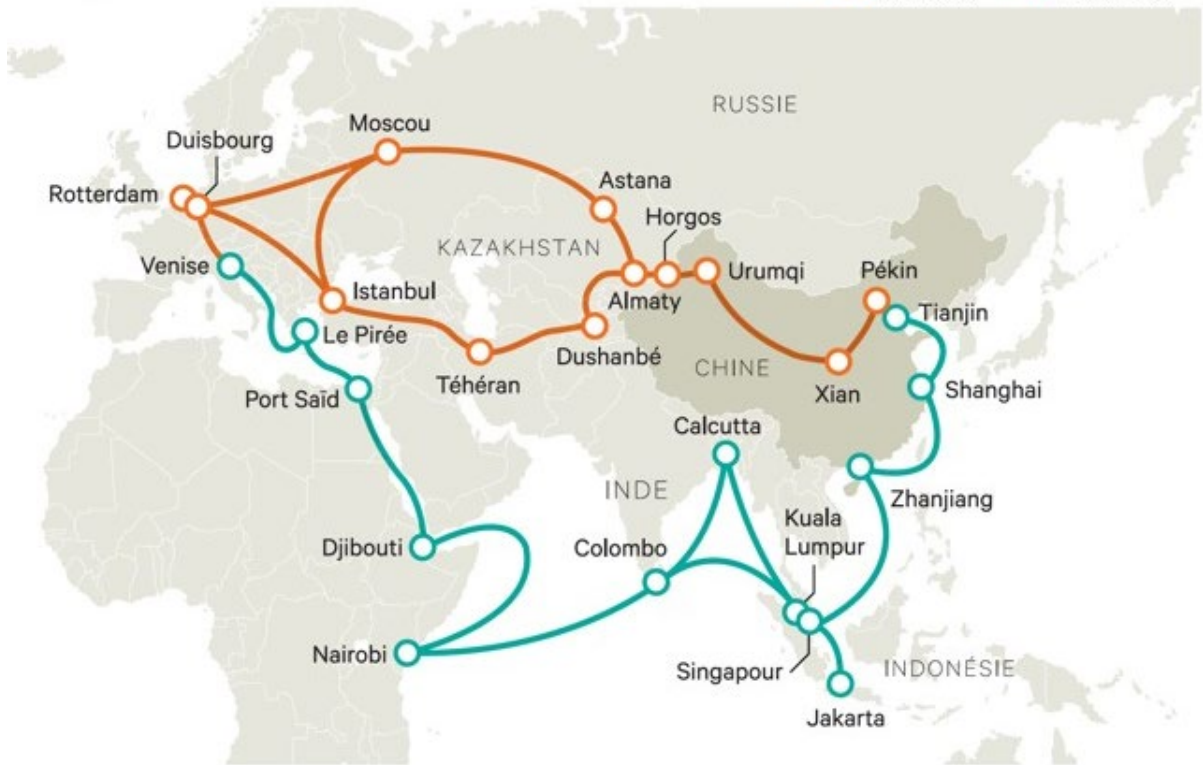 RUSSIE
Moscou
Duisbourg
Rotterdam
Astana
Horgos
KAZAKHSTAN
Venise
Urumqi
Pékin
Istanbul
Almaty
Tianjin
Le Pirée
Dushanbé
CHINE
Téhéran
Xian
Shanghai
Port Saïd
Calcutta
INDE
Zhanjiang
Kuala
Lumpur
Djibouti
Colombo
Nairobi
Singapour
INDONÉSIE
Jakarta